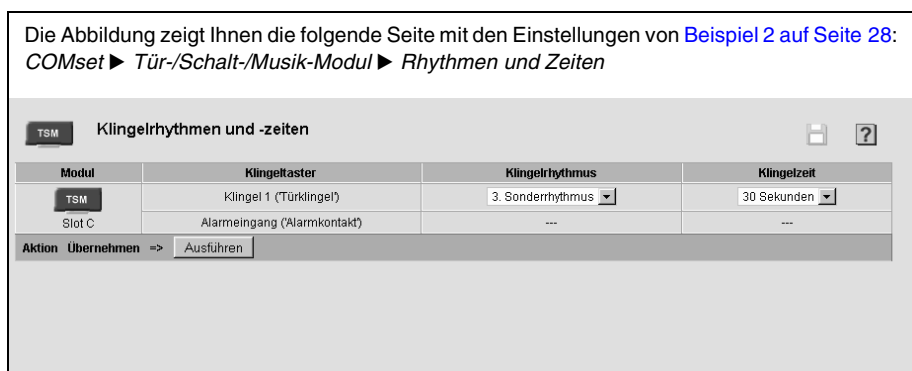 Die Abbildung zeigt Ihnen die folgende Seite mit den Einstellungen von Beispiel 2 auf Seite 28:
COMset ▶ Tür-/Schalt-/Musik-Modul ▶ Rhythmen und Zeiten
TSM Klingelrhythmen und -zeiten ?
Modul Klingeltaster Klingelrhythmus Klingelzeit
TSM Klingel 1 ('Türklingel') 3. Sonderrhythmus 30 Sekunden
Slot C Alarmeingang ('Alarmkontakt') --- ---
Aktion Übernehmen => Ausführen